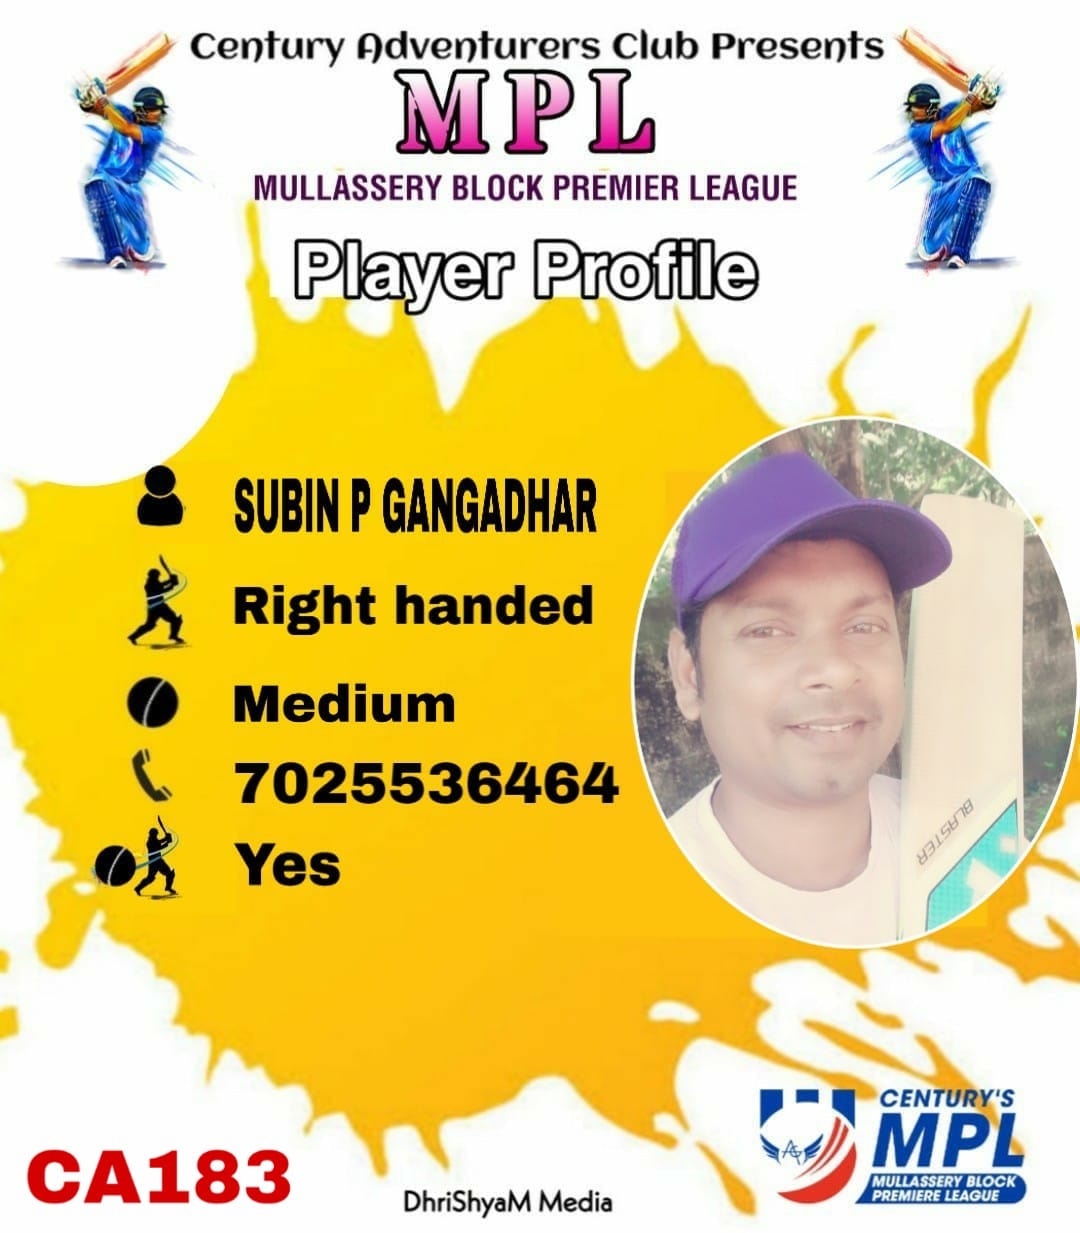 Century Adventurers Club Presents
MPL
MULLASSERY BLOCK PREMIER LEAGUE
Player Profile
SUBIN P GANGADHAR
Right handed
Medium
7025536464
Yes
BLASTER
CA183
DhriShyaM Media
CENTURY'S
MPL
MULLASSERY BLOCK
PREMIERE LEAGUE